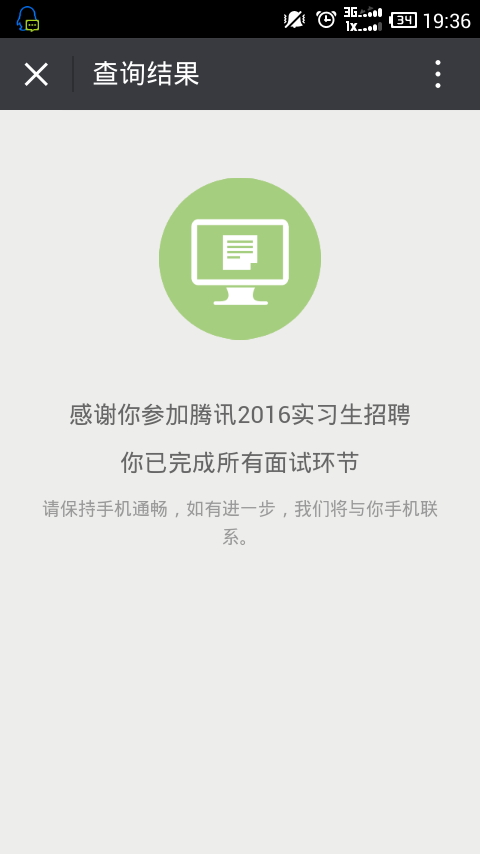 3G
1x
34
19:36
查询结果
感谢你参加腾讯2016实习生招聘
你已完成所有面试环节
请保持手机通畅，如有进一步，我们将与你手机联
系。